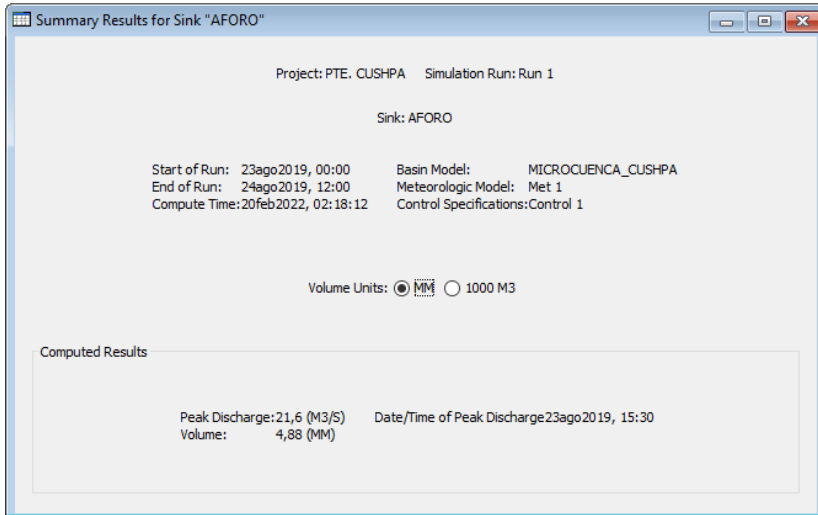 Summary Results for Sink "AFORO"
Project: PTE. CUSHPA Simulation Run: Run 1
Sink: AFORO
Start of Run: 23ago2019, 00:00 Basin Model: MICROCUENCA_CUSHPA
End of Run: 24ago2019, 12:00 Meteorologic Model: Met 1
Compute Time:20feb2022, 02:18:12 Control Specifications:Control 1
Volume Units: MM 1000 M3
Computed Results
Peak Discharge:21,6 (M3/S) Date/Time of Peak Discharge23ago2019, 15:30
Volume: 4,88 (MM)